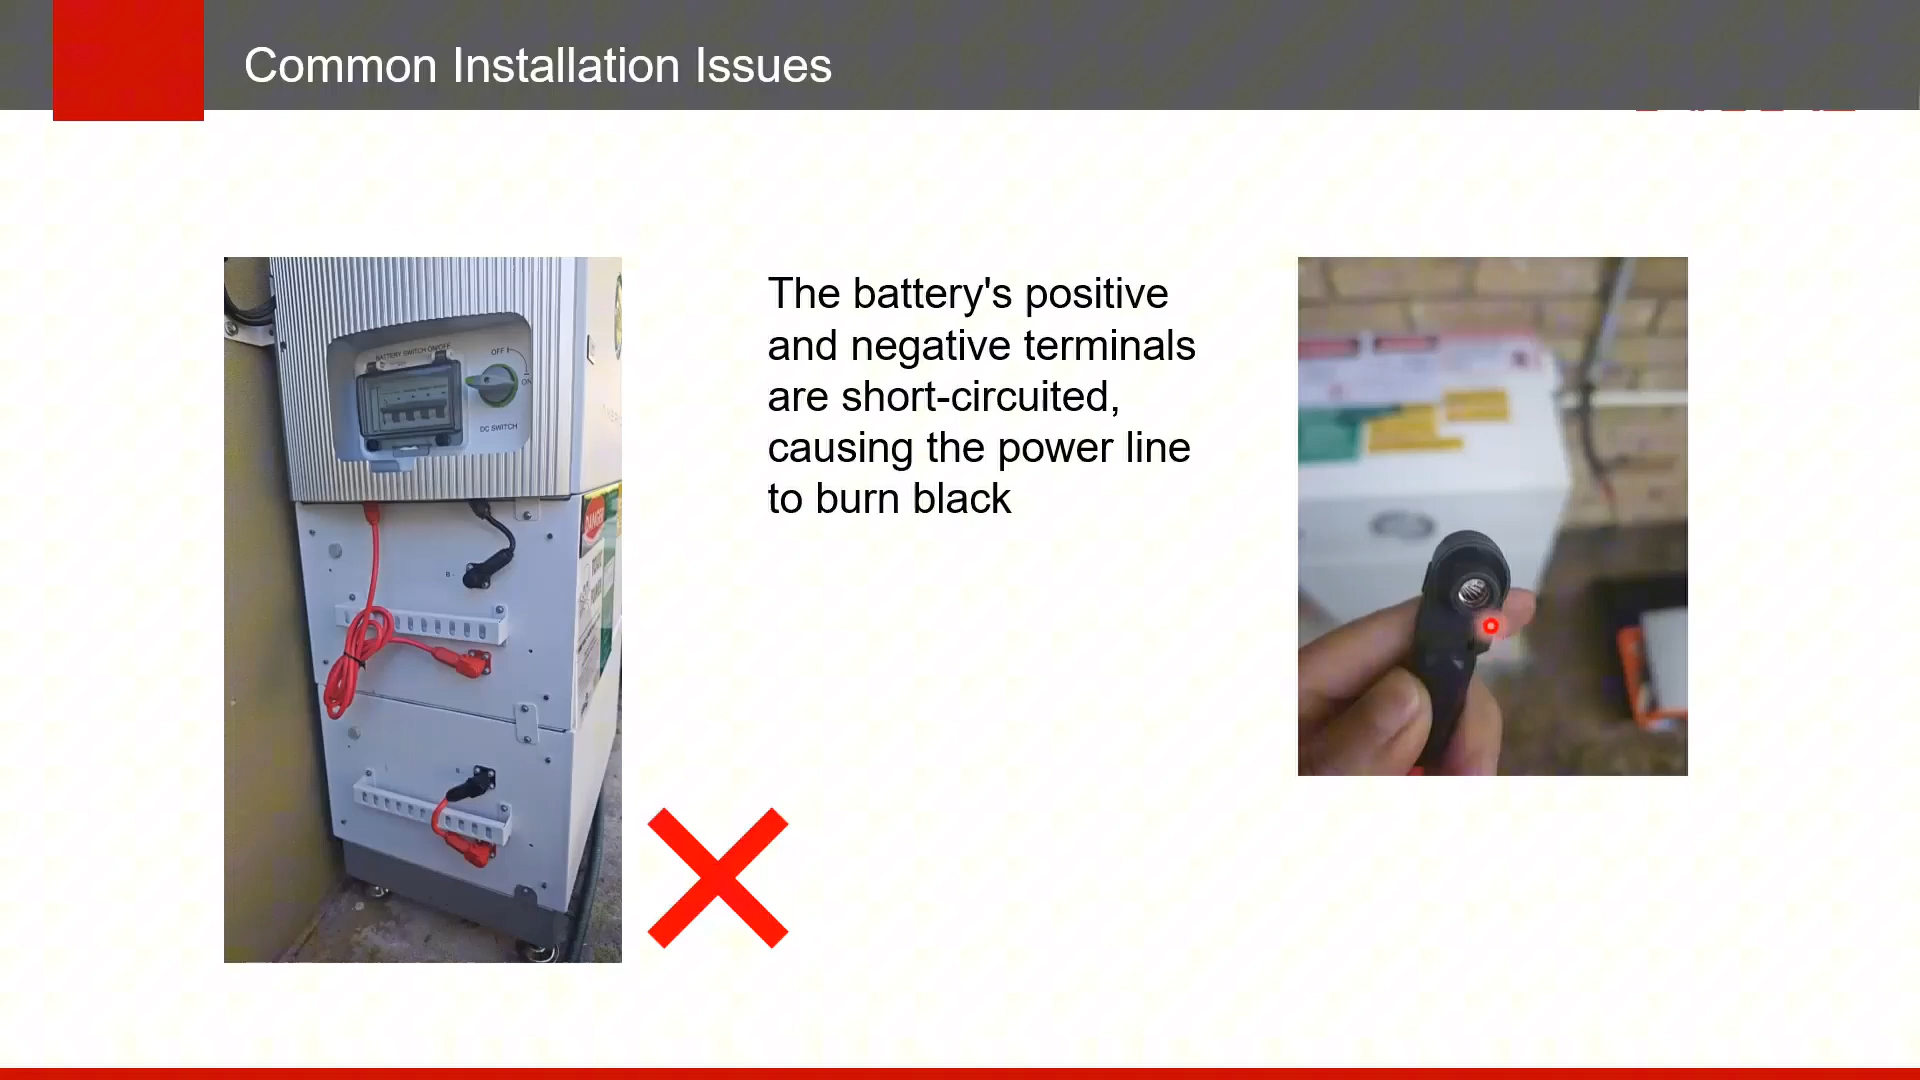 Common Installation Issues
The battery's positive
and negative terminals
are short-circuited,
causing the power line
to burn black
BATTERY SWITCH ON/OFF
OFF
ON
DC SWITCH
DANGER